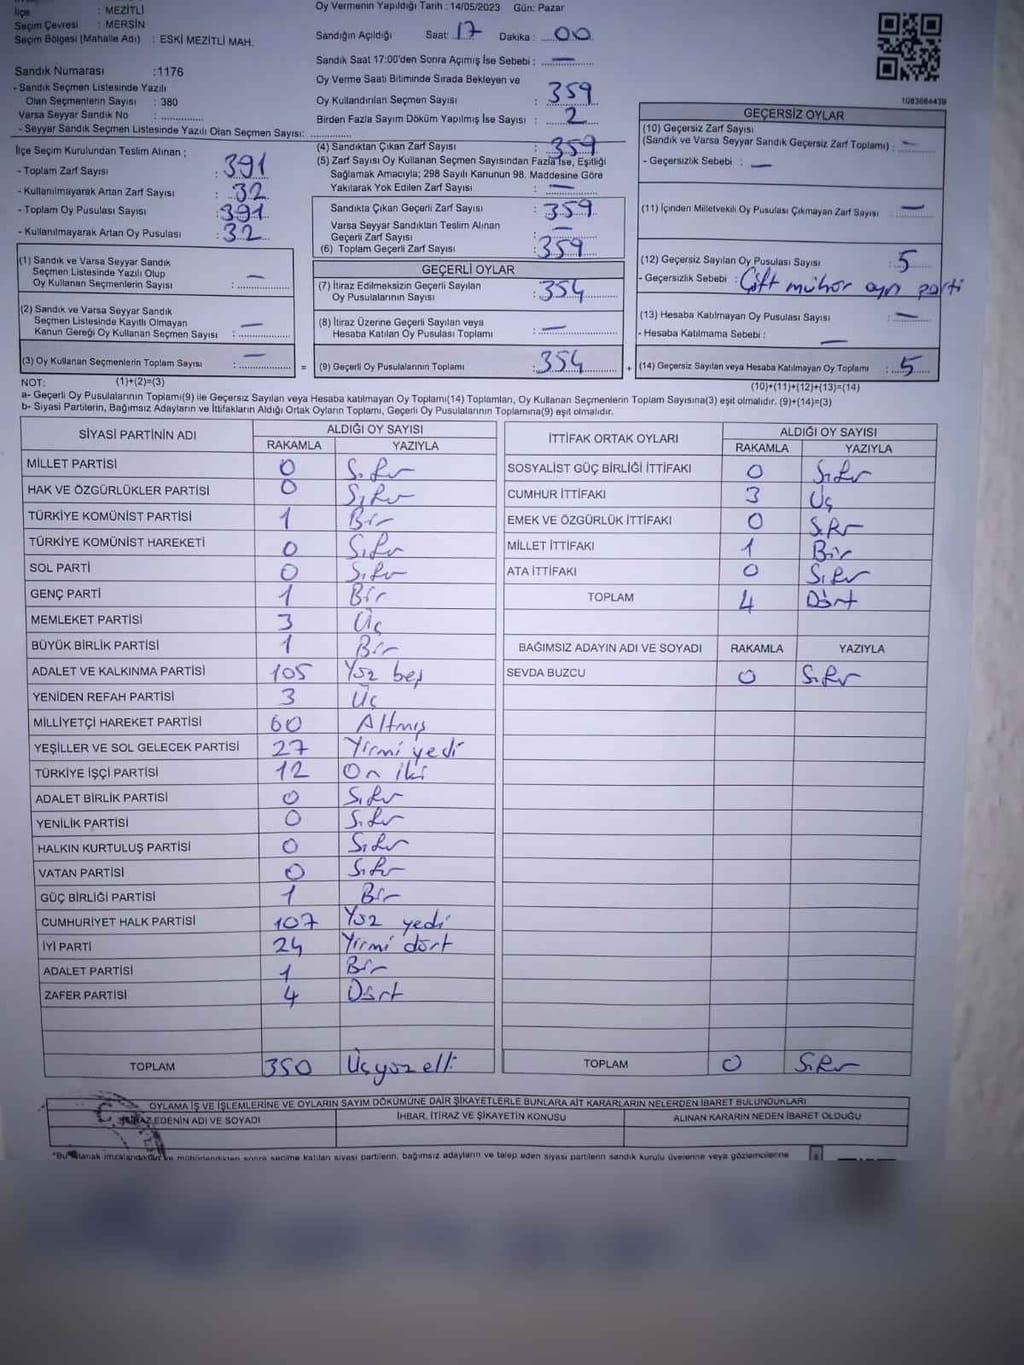 İlçe : MEZİTLİ
Seçim Çevresi : MERSİN
Seçim Bölgesi (Mahalle Adı) : ESKİ MEZİTLİ MAH.
Sandık Numarası :1176
- Sandık Seçmen Listesinde Yazılı
Olan Seçmenlerin Sayısı : 380
Varsa Seyyar Sandık No : ..............
- Seyyar Sandık Seçmen Listesinde Yazılı Olan Seçmen Sayısı: ..............
İlçe Seçim Kurulundan Teslim Alınan ;
- Toplam Zarf Sayısı : 391
- Kullanılmayarak Artan Zarf Sayısı : 32
- Toplam Oy Pusulası Sayısı : 391
- Kullanılmayarak Artan Oy Pusulası : 32
(1) Sandık ve Varsa Seyyar Sandık
Seçmen Listesinde Yazılı Olup
Oy Kullanan Seçmenlerin Sayısı : —
(2) Sandık ve Varsa Seyyar Sandık
Seçmen Listesinde Kayıtlı Olmayan
Kanun Gereği Oy Kullanan Seçmen Sayısı : —
(3) Oy Kullanan Seçmenlerin Toplam Sayısı : —
Oy Vermenin Yapıldığı Tarih : 14/05/2023 Gün: Pazar
Sandığın Açıldığı Saat: 17 Dakika : 00
Sandık Saat 17:00'den Sonra Açımış İse Sebebi : —
Oy Verme Saati Bitiminde Sırada Bekleyen ve
Oy Kullandırılan Seçmen Sayısı : 359
Birden Fazla Sayım Döküm Yapılmış İse Sayısı : 2
(4) Sandıktan Çıkan Zarf Sayısı : 359
(5) Zarf Sayısı Oy Kullanan Seçmen Sayısından Fazla İse, Eşitliği
Sağlamak Amacıyla; 298 Sayılı Kanunun 98. Maddesine Göre
Yakılarak Yok Edilen Zarf Sayısı : —
Sandıkta Çıkan Geçerli Zarf Sayısı : 359
Varsa Seyyar Sandıktan Teslim Alınan
Geçerli Zarf Sayısı : —
(6) Toplam Geçerli Zarf Sayısı : 359
GEÇERLİ OYLAR
(7) İtiraz Edilmeksizin Geçerli Sayılan
Oy Pusulalarının Sayısı : 354
(8) İtiraz Üzerine Geçerli Sayılan veya
Hesaba Katılan Oy Pusulası Toplamı : —
= (9) Geçerli Oy Pusulalarının Toplamı : 354 +
1083664439
GEÇERSİZ OYLAR
(10) Geçersiz Zarf Sayısı
(Sandık ve Varsa Seyyar Sandık Geçersiz Zarf Toplamı) : —
- Geçersizlik Sebebi : —
(11) İçinden Milletvekili Oy Pusulası Çıkmayan Zarf Sayısı : —
(12) Geçersiz Sayılan Oy Pusulası Sayısı : 5
- Geçersizlik Sebebi : Çift mühür ayrı parti
(13) Hesaba Katılmayan Oy Pusulası Sayısı : —
- Hesaba Katılmama Sebebi : —
(14) Geçersiz Sayılan veya Hesaba Katılmayan Oy Toplamı : 5
NOT: (1)+(2)=(3) (10)+(11)+(12)+(13)=(14)
a- Geçerli Oy Pusulalarının Toplamı(9) ile Geçersiz Sayılan veya Hesaba Katılmayan Oy Toplamı(14) Toplamları, Oy Kullanan Seçmenlerin Toplam Sayısına(3) eşit olmalıdır. (9)+(14)=(3)
b- Siyasi Partilerin, Bağımsız Adayların ve İttifakların Aldığı Ortak Oyların Toplamı, Geçerli Oy Pusulalarının Toplamına(9) eşit olmalıdır.
SİYASİ PARTİNİN ADI ALDIĞI OY SAYISI
RAKAMLA YAZIYLA
MİLLET PARTİSİ 0 Sıfır
HAK VE ÖZGÜRLÜKLER PARTİSİ 0 Sıfır
TÜRKİYE KOMÜNİST PARTİSİ 1 Bir
TÜRKİYE KOMÜNİST HAREKETİ 0 Sıfır
SOL PARTİ 0 Sıfır
GENÇ PARTİ 1 Bir
MEMLEKET PARTİSİ 3 Üç
BÜYÜK BİRLİK PARTİSİ 1 Bir
ADALET VE KALKINMA PARTİSİ 105 Yüz beş
YENİDEN REFAH PARTİSİ 3 Üç
MİLLİYETÇİ HAREKET PARTİSİ 60 Altmış
YEŞİLLER VE SOL GELECEK PARTİSİ 27 Yirmi yedi
TÜRKİYE İŞÇİ PARTİSİ 12 On iki
ADALET BİRLİK PARTİSİ 0 Sıfır
YENİLİK PARTİSİ 0 Sıfır
HALKIN KURTULUŞ PARTİSİ 0 Sıfır
VATAN PARTİSİ 0 Sıfır
GÜÇ BİRLİĞİ PARTİSİ 1 Bir
CUMHURİYET HALK PARTİSİ 107 Yüz yedi
İYİ PARTİ 24 Yirmi dört
ADALET PARTİSİ 1 Bir
ZAFER PARTİSİ 4 Dört
TOPLAM 350 Üçyüz elli
İTTİFAK ORTAK OYLARI ALDIĞI OY SAYISI
RAKAMLA YAZIYLA
SOSYALİST GÜÇ BİRLİĞİ İTTİFAKI 0 Sıfır
CUMHUR İTTİFAKI 3 Üç
EMEK VE ÖZGÜRLÜK İTTİFAKI 0 Sıfır
MİLLET İTTİFAKI 1 Bir
ATA İTTİFAKI 0 Sıfır
TOPLAM 4 Dört
BAĞIMSIZ ADAYIN ADI VE SOYADI RAKAMLA YAZIYLA
SEVDA BUZCU 0 Sıfır
TOPLAM 0 Sıfır
OYLAMA İŞ VE İŞLEMLERİNE VE OYLARIN SAYIM DÖKÜMÜNE DAİR ŞİKAYETLERLE BUNLARA AİT KARARLARIN NELERDEN İBARET BULUNDUKLARI
EDENİN ADI VE SOYADI İHBAR, İTİRAZ VE ŞİKAYETİN KONUSU ALINAN KARARIN NEDEN İBARET OLDUĞU
sonra seçime katılan siyasi partilerin, bağımsız adayların ve talep eden siyasi partilerin sandık kurulu üyelerine veya gözlemcilerine